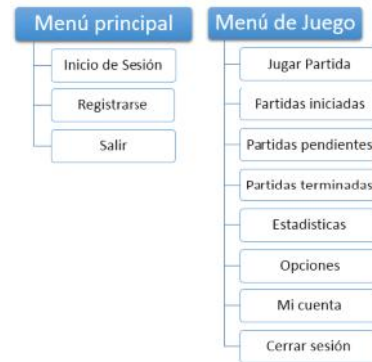 Menú principal
Inicio de Sesión
Registrarse
Salir
Menú de Juego
Jugar Partida
Fartidas iniciadas
Partidas pendientes
Partidas terminadas
Estadisticas
Opciones
Mi cuenta
Cerrar sesión